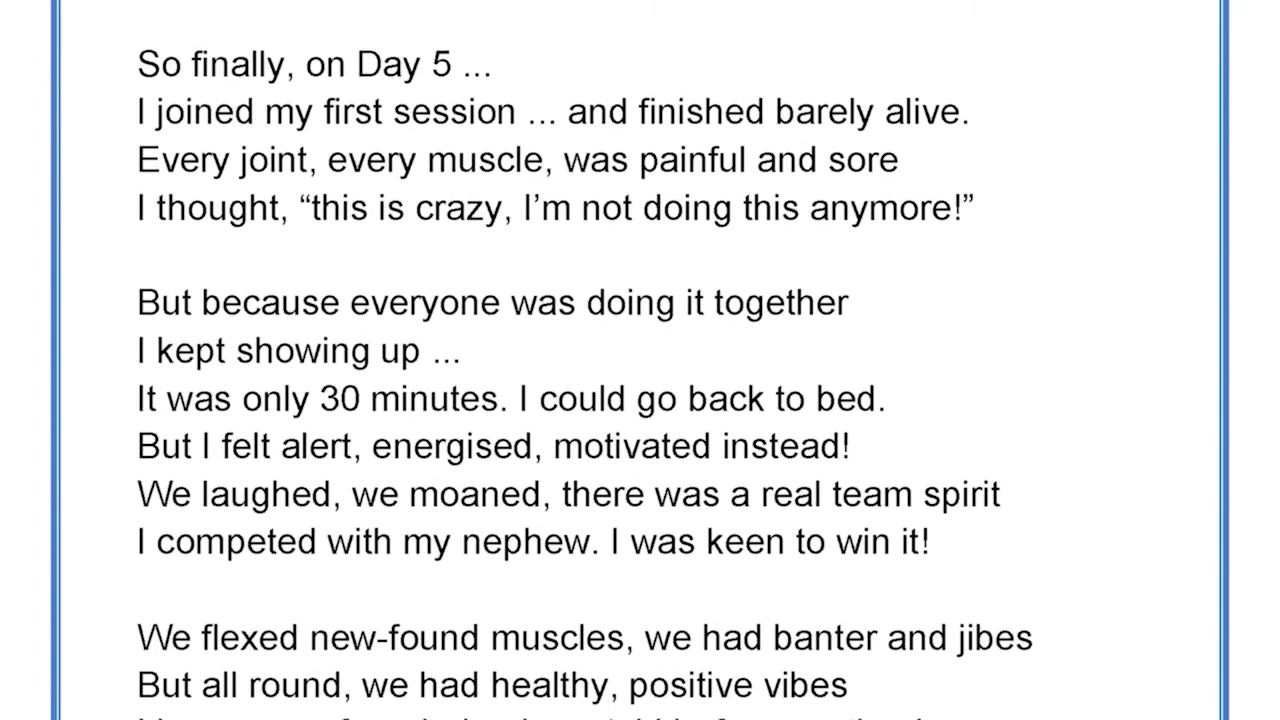 So finally, on Day 5 ...
I joined my first session ... and finished barely alive.
Every joint, every muscle, was painful and sore
I thought, “this is crazy, I’m not doing this anymore!”
But because everyone was doing it together
I kept showing up ...
It was only 30 minutes. I could go back to bed.
But I felt alert, energised, motivated instead!
We laughed, we moaned, there was a real team spirit
I competed with my nephew. I was keen to win it!
We flexed new-found muscles, we had banter and jibes
But all round, we had healthy, positive vibes